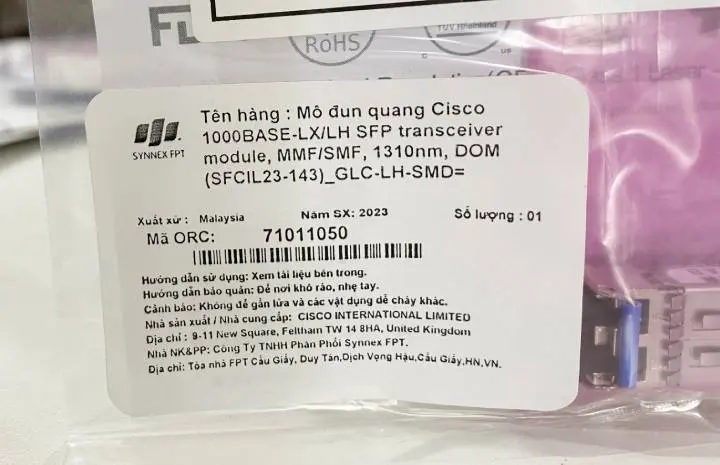 RoHS
TUV Rheinland
c us
SYNNEX FPT
Tên hàng : Mô đun quang Cisco
1000BASE-LX/LH SFP transceiver
module, MMF/SMF, 1310nm, DOM
(SFCIL23-143)_GLC-LH-SMD=
Xuất xứ : Malaysia Năm SX: 2023 Số lượng : 01
Mã ORC: 71011050
Hướng dẫn sử dụng: Xem tài liệu bên trong.
Hướng dẫn bảo quản: Để nơi khô ráo, nhẹ tay.
Cảnh báo: Không để gần lửa và các vật dụng dễ cháy khác.
Nhà sản xuất / Nhà cung cấp: CISCO INTERNATIONAL LIMITED
Địa chỉ : 9-11 New Square, Feltham TW 14 8HA, United Kingdom
Nhà NK&PP: Công Ty TNHH Phân Phối Synnex FPT.
Địa chỉ: Tòa nhà FPT Cầu Giấy, Duy Tân,Dịch Vọng Hậu,Cầu Giấy,HN,VN.